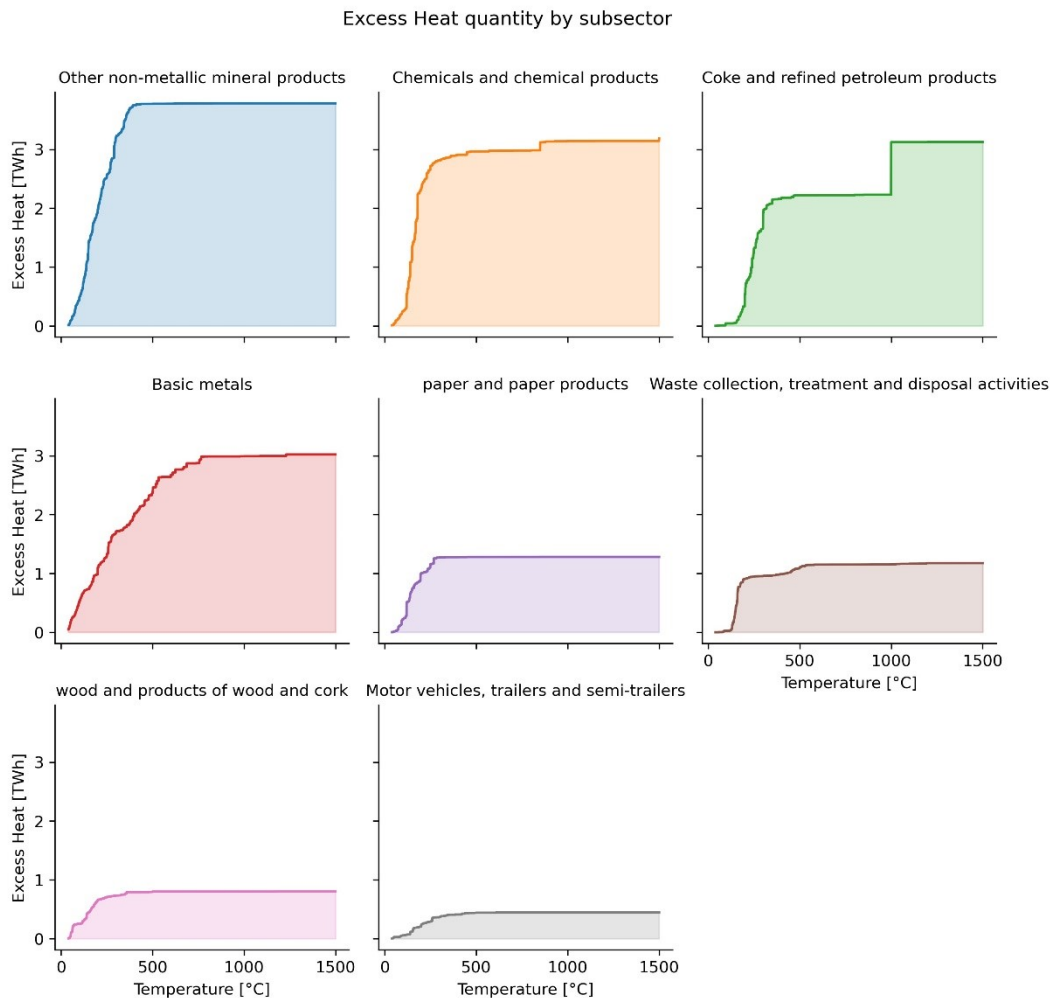 Excess Heat quantity by subsector
Other non-metallic mineral products
Chemicals and chemical products
Coke and refined petroleum products
Excess Heat [TWh]
3
2
1
0
Basic metals
paper and paper products
Waste collection, treatment and disposal activities
Excess Heat [TWh]
3
2
1
0
0 500 1000 1500
Temperature [°C]
wood and products of wood and cork
Motor vehicles, trailers and semi-trailers
Excess Heat [TWh]
3
2
1
0
0 500 1000 1500
0 500 1000 1500
Temperature [°C]
Temperature [°C]